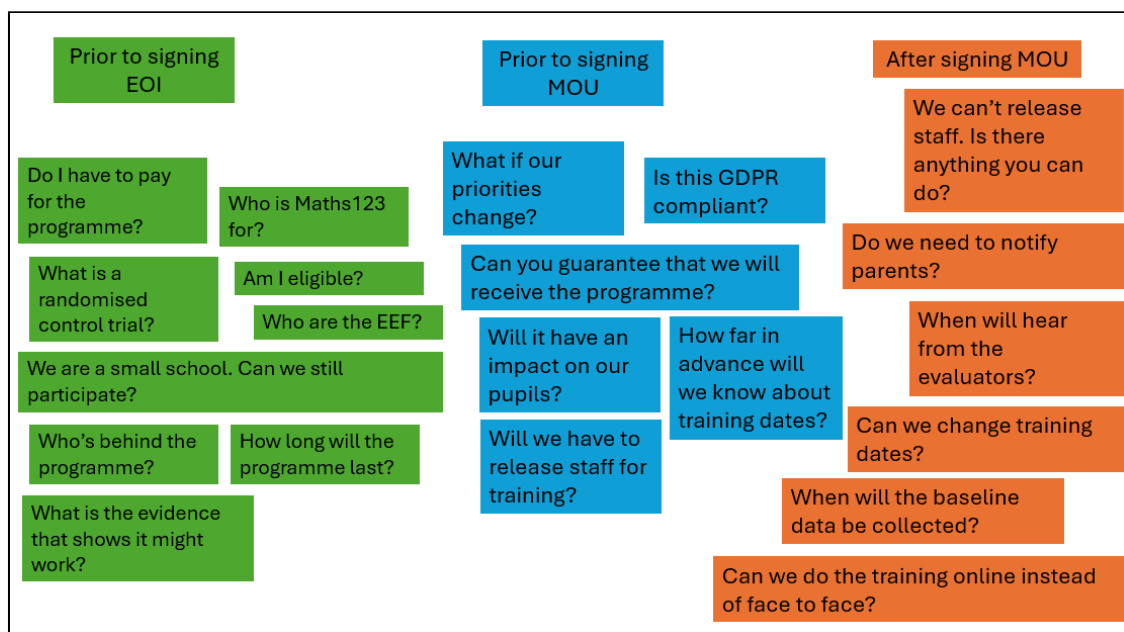 Prior to signing
EOI
Do I have to pay
for the
programme?
Who is Maths123
for?
What is a
randomised
control trial?
Am I eligible?
Who are the EEF?
We are a small school. Can we still
participate?
Who's behind the
programme?
How long will the
programme last?
What is the evidence
that shows it might
work?
Prior to signing
MOU
What if our
priorities
change?
Is this GDPR
compliant?
Can you guarantee that we will
receive the programme?
Will it have an
impact on our
pupils?
How far in
advance will
we know about
training dates?
Will we have to
release staff for
training?
After signing MOU
We can't release
staff. Is there
anything you can
do?
Do we need to notify
parents?
When will hear
from the
evaluators?
Can we change training
dates?
When will the baseline
data be collected?
Can we do the training online instead
of face to face?